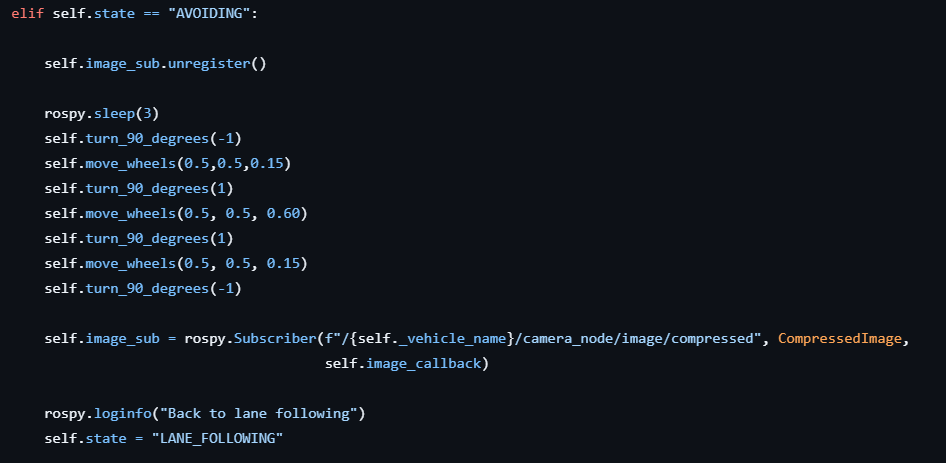 elif self.state == "AVOIDING":
self.image_sub.unregister()
rospy.sleep(3)
self.turn_90_degrees(-1)
self.move_wheels(0.5,0.5,0.15)
self.turn_90_degrees(1)
self.move_wheels(0.5, 0.5, 0.60)
self.turn_90_degrees(1)
self.move_wheels(0.5, 0.5, 0.15)
self.turn_90_degrees(-1)
self.image_sub = rospy.Subscriber(f"/{self._vehicle_name}/camera_node/image/compressed", CompressedImage,
self.image_callback)
rospy.loginfo("Back to lane following")
self.state = "LANE_FOLLOWING"